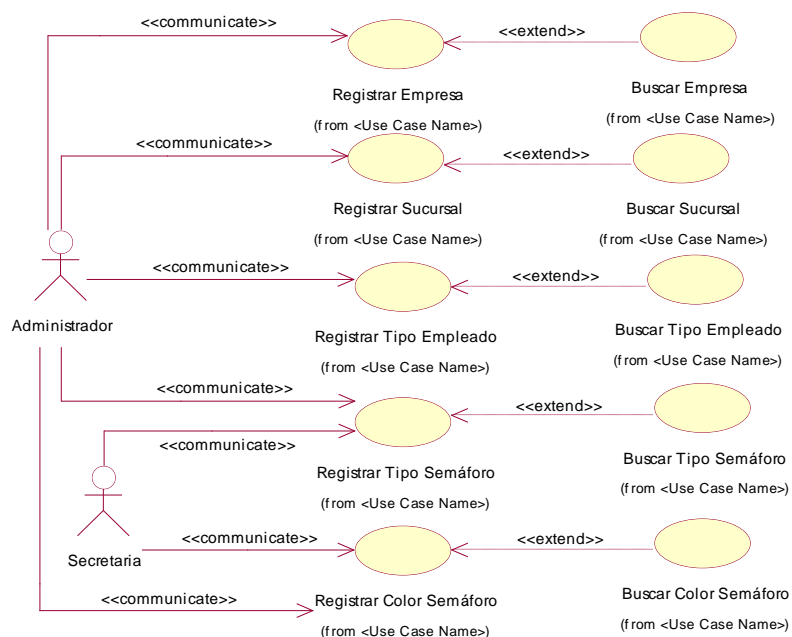 <<communicate>>
<<extend>>
Registrar Empresa
(from <Use Case Name>)
Buscar Empresa
(from <Use Case Name>)
<<communicate>>
<<extend>>
Registrar Sucursal
(from <Use Case Name>)
Buscar Sucursal
(from <Use Case Name>)
Administrador
<<communicate>>
<<extend>>
Registrar Tipo Empleado
(from <Use Case Name>)
Buscar Tipo Empleado
(from <Use Case Name>)
<<communicate>>
<<extend>>
<<communicate>>
Registrar Tipo Semáforo
(from <Use Case Name>)
Buscar Tipo Semáforo
(from <Use Case Name>)
Secretaria
<<communicate>>
<<extend>>
<<communicate>>
Registrar Color Semáforo
(from <Use Case Name>)
Buscar Color Semáforo
(from <Use Case Name>)